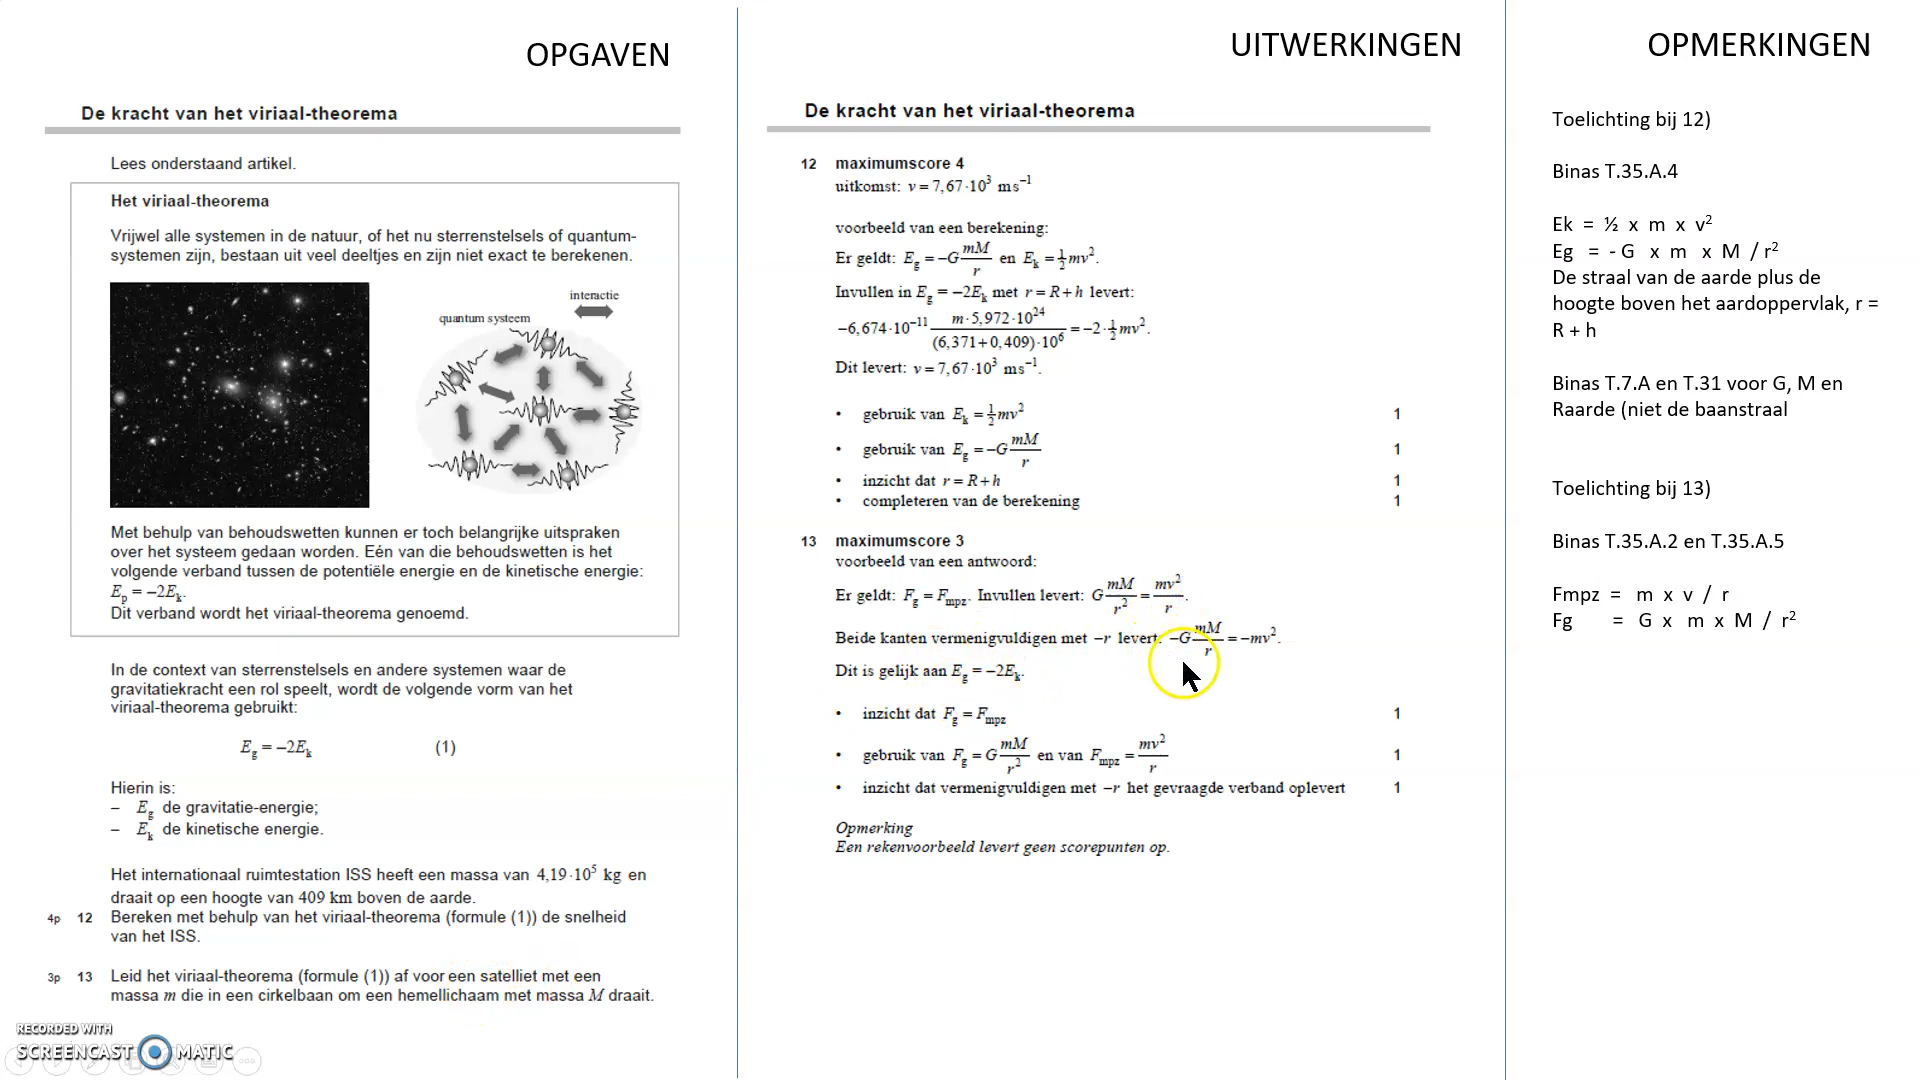 OPGAVEN
De kracht van het viriaal-theorema
Lees onderstaand artikel.
Het viriaal-theorema
Vrijwel alle systemen in de natuur, of het nu sterrenstelsels of quantum-
systemen zijn, bestaan uit veel deeltjes en zijn niet exact te berekenen.
interactie
quantum systeem
Met behulp van behoudswetten kunnen er toch belangrijke uitspraken
over het systeem gedaan worden. Eén van die behoudswetten is het
volgende verband tussen de potentiële energie en de kinetische energie:
Eₚ = −2Eₖ.
Dit verband wordt het viriaal-theorema genoemd.
In de context van sterrenstelsels en andere systemen waar de
gravitatiekracht een rol speelt, wordt de volgende vorm van het
viriaal-theorema gebruikt:
E_g = −2E_k (1)
Hierin is:
− E_g de gravitatie-energie;
− E_k de kinetische energie.
Het internationaal ruimtestation ISS heeft een massa van 4,19·10⁵ kg en
draait op een hoogte van 409 km boven de aarde.
4p 12 Bereken met behulp van het viriaal-theorema (formule (1)) de snelheid
van het ISS.
3p 13 Leid het viriaal-theorema (formule (1)) af voor een satelliet met een
massa m die in een cirkelbaan om een hemellichaam met massa M draait.
RECORDED WITH
SCREENCAST MATIC
UITWERKINGEN
De kracht van het viriaal-theorema
12 maximumscore 4
uitkomst: v = 7,67·10³ ms⁻¹
voorbeeld van een berekening:
Er geldt: E_g = −G mM/r en E_k = ½mv².
Invullen in E_g = −2E_k met r = R + h levert:
−6,674·10⁻¹¹ m·5,972·10²⁴/(6,371+0,409)·10⁶ = −2·½mv².
Dit levert: v = 7,67·10³ ms⁻¹.
• gebruik van E_k = ½mv² 1
• gebruik van E_g = −G mM/r 1
• inzicht dat r = R + h 1
• completeren van de berekening 1
13 maximumscore 3
voorbeeld van een antwoord:
Er geldt: F_g = F_mpz. Invullen levert: G mM/r² = mv²/r.
Beide kanten vermenigvuldigen met −r levert: −G mM/r = −mv².
Dit is gelijk aan E_g = −2E_k.
• inzicht dat F_g = F_mpz 1
• gebruik van F_g = G mM/r² en van F_mpz = mv²/r 1
• inzicht dat vermenigvuldigen met −r het gevraagde verband oplevert 1
Opmerking
Een rekenvoorbeeld levert geen scorepunten op.
OPMERKINGEN
Toelichting bij 12)
Binas T.35.A.4
Ek = ½ x m x v²
Eg = - G x m x M / r²
De straal van de aarde plus de
hoogte boven het aardoppervlak, r =
R + h
Binas T.7.A en T.31 voor G, M en
Raarde (niet de baanstraal
Toelichting bij 13)
Binas T.35.A.2 en T.35.A.5
Fmpz = m x v / r
Fg = G x m x M / r²